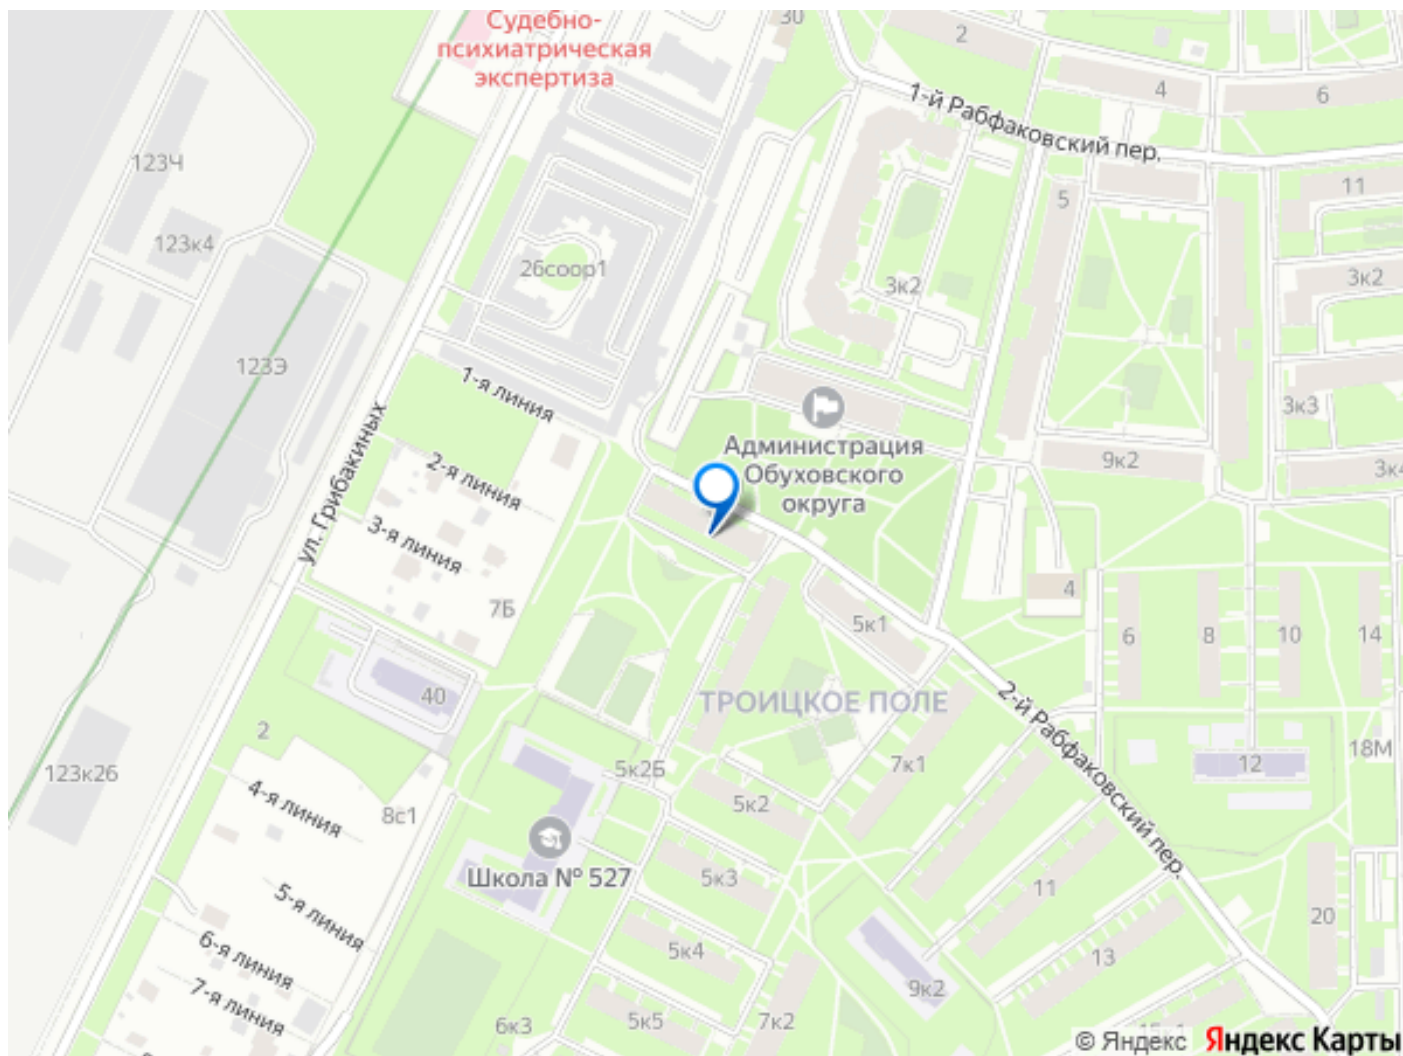 Судебно-
психиатрическая
экспертиза
30
2
4
6
1-й Рабфаковский пер.
123Ч
5
11
123к4
26соор1
3к2
3к2
123Э
1-я линия
3к3
Администрация
Обуховского
округа
9к2
3к4
2-я линия
ул. Грибакиных
3-я линия
7Б
4
5к1
6
8
10
14
40
ТРОИЦКОЕ ПОЛЕ
2-й Рабфаковский пер.
2
18М
123к26
5к2Б
7к1
12
4-я линия
5к2
8с1
Школа № 527
5к3
11
5-я линия
20
6-я линия
5к4
13
7-я линия
9к2
6к3
5к5
7к2
© Яндекс Яндекс Карты